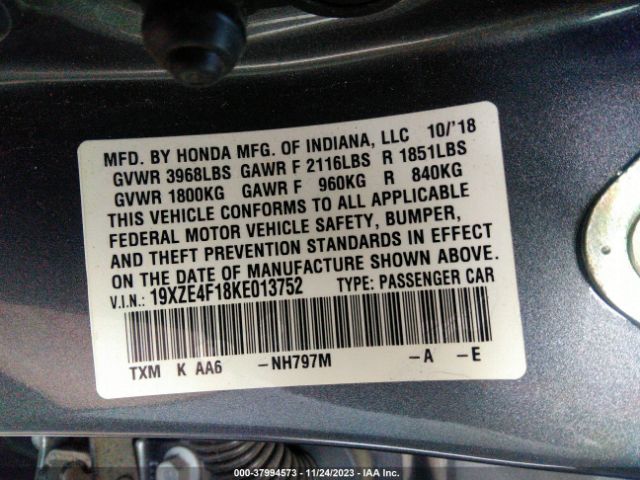 MFD. BY HONDA MFG. OF INDIANA, LLC 10/'18
GVWR 3968LBS GAWR F 2116LBS R 1851LBS
GVWR 1800KG GAWR F 960KG R 840KG
THIS VEHICLE CONFORMS TO ALL APPLICABLE
FEDERAL MOTOR VEHICLE SAFETY, BUMPER,
AND THEFT PREVENTION STANDARDS IN EFFECT
ON THE DATE OF MANUFACTURE SHOWN ABOVE.
V.I.N.: 19XZE4F18KE013752 TYPE: PASSENGER CAR
TXM K AA6 -NH797M -A -E
000-37994573 - 11/24/2023 - IAA Inc.